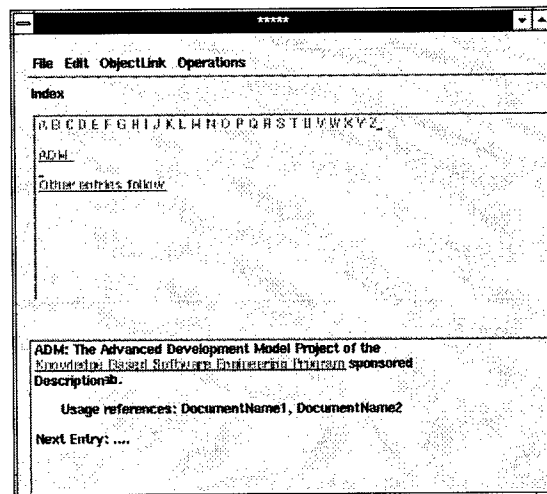 *****
File Edit ObjectLink Operations
Index
A B C D E F G H I J K L M N O P Q R S T U V W X Y Z
ADM
Other entries follow
ADM: The Advanced Development Model Project of the
Knowledge Based Software Engineering Program sponsored
Description
Usage references: DocumentName1, DocumentName2
Next Entry: ....